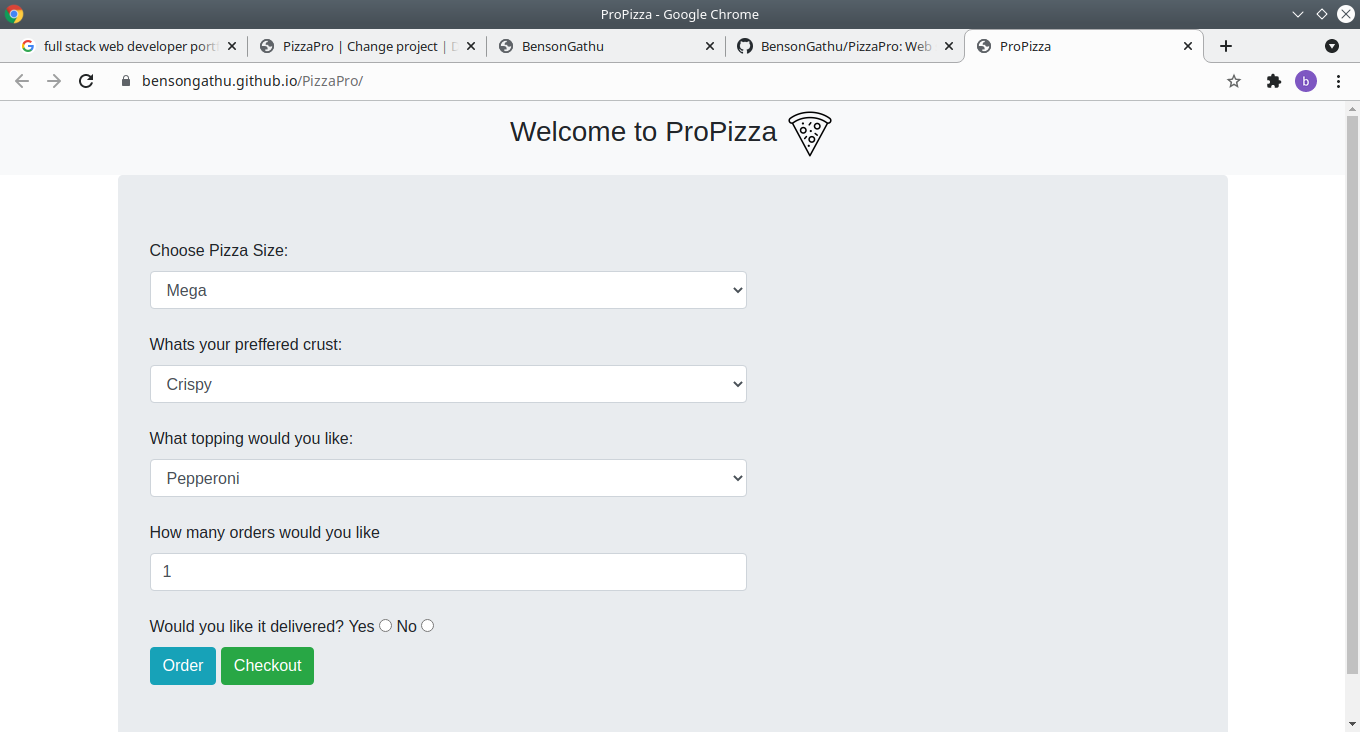 ProPizza - Google Chrome
full stack web developer port
PizzaPro | Change project | D
BensonGathu
BensonGathu/PizzaPro: Web
ProPizza
bensongathu.github.io/PizzaPro/
b
Welcome to ProPizza
Choose Pizza Size:
Mega
Whats your preffered crust:
Crispy
What topping would you like:
Pepperoni
How many orders would you like
1
Would you like it delivered? Yes No
Order Checkout